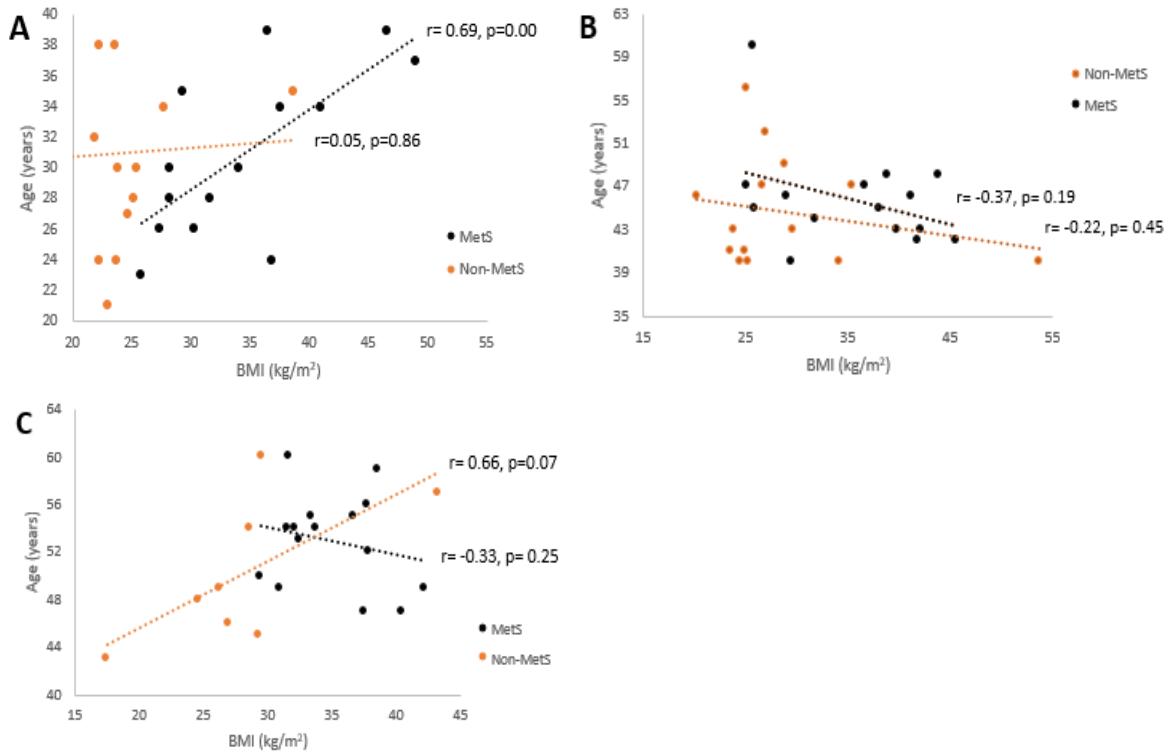 A
40
38
36
34
32
30
28
26
24
22
20
Age (years)
20 25 30 35 40 45 50 55
BMI (kg/m²)
r= 0.69, p=0.00
r=0.05, p=0.86
MetS
Non-MetS
B
63
59
55
51
47
43
39
35
Age (years)
15 25 35 45 55
BMI (kg/m²)
Non-MetS
MetS
r= -0.37, p= 0.19
r= -0.22, p= 0.45
C
64
60
56
52
48
44
40
Age (years)
15 20 25 30 35 40 45
BMI (kg/m²)
r= 0.66, p=0.07
r= -0.33, p= 0.25
MetS
Non-MetS